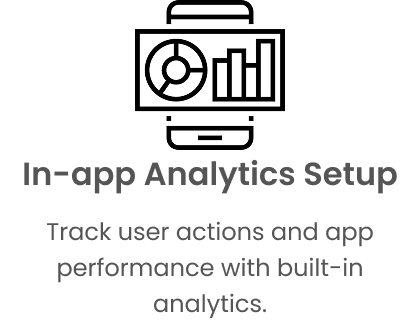 In-app Analytics Setup
Track user actions and app
performance with built-in
analytics.